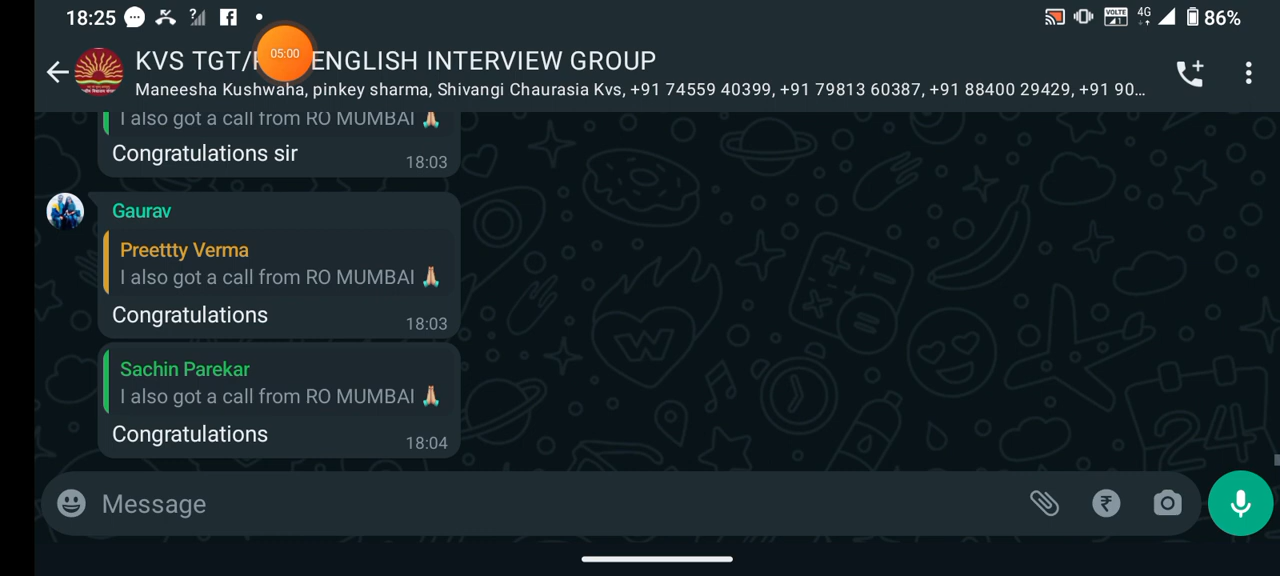 18:25
4G
VOLTE
86%
05:00
KVS TGT/ ENGLISH INTERVIEW GROUP
Maneesha Kushwaha, pinkey sharma, Shivangi Chaurasia Kvs, +91 74559 40399, +91 79813 60387, +91 88400 29429, +91 90...
I also got a call from RO MUMBAI 🙏🏻
Congratulations sir
18:03
Gaurav
Preettty Verma
I also got a call from RO MUMBAI 🙏🏻
Congratulations
18:03
Sachin Parekar
I also got a call from RO MUMBAI 🙏🏻
Congratulations
18:04
Message